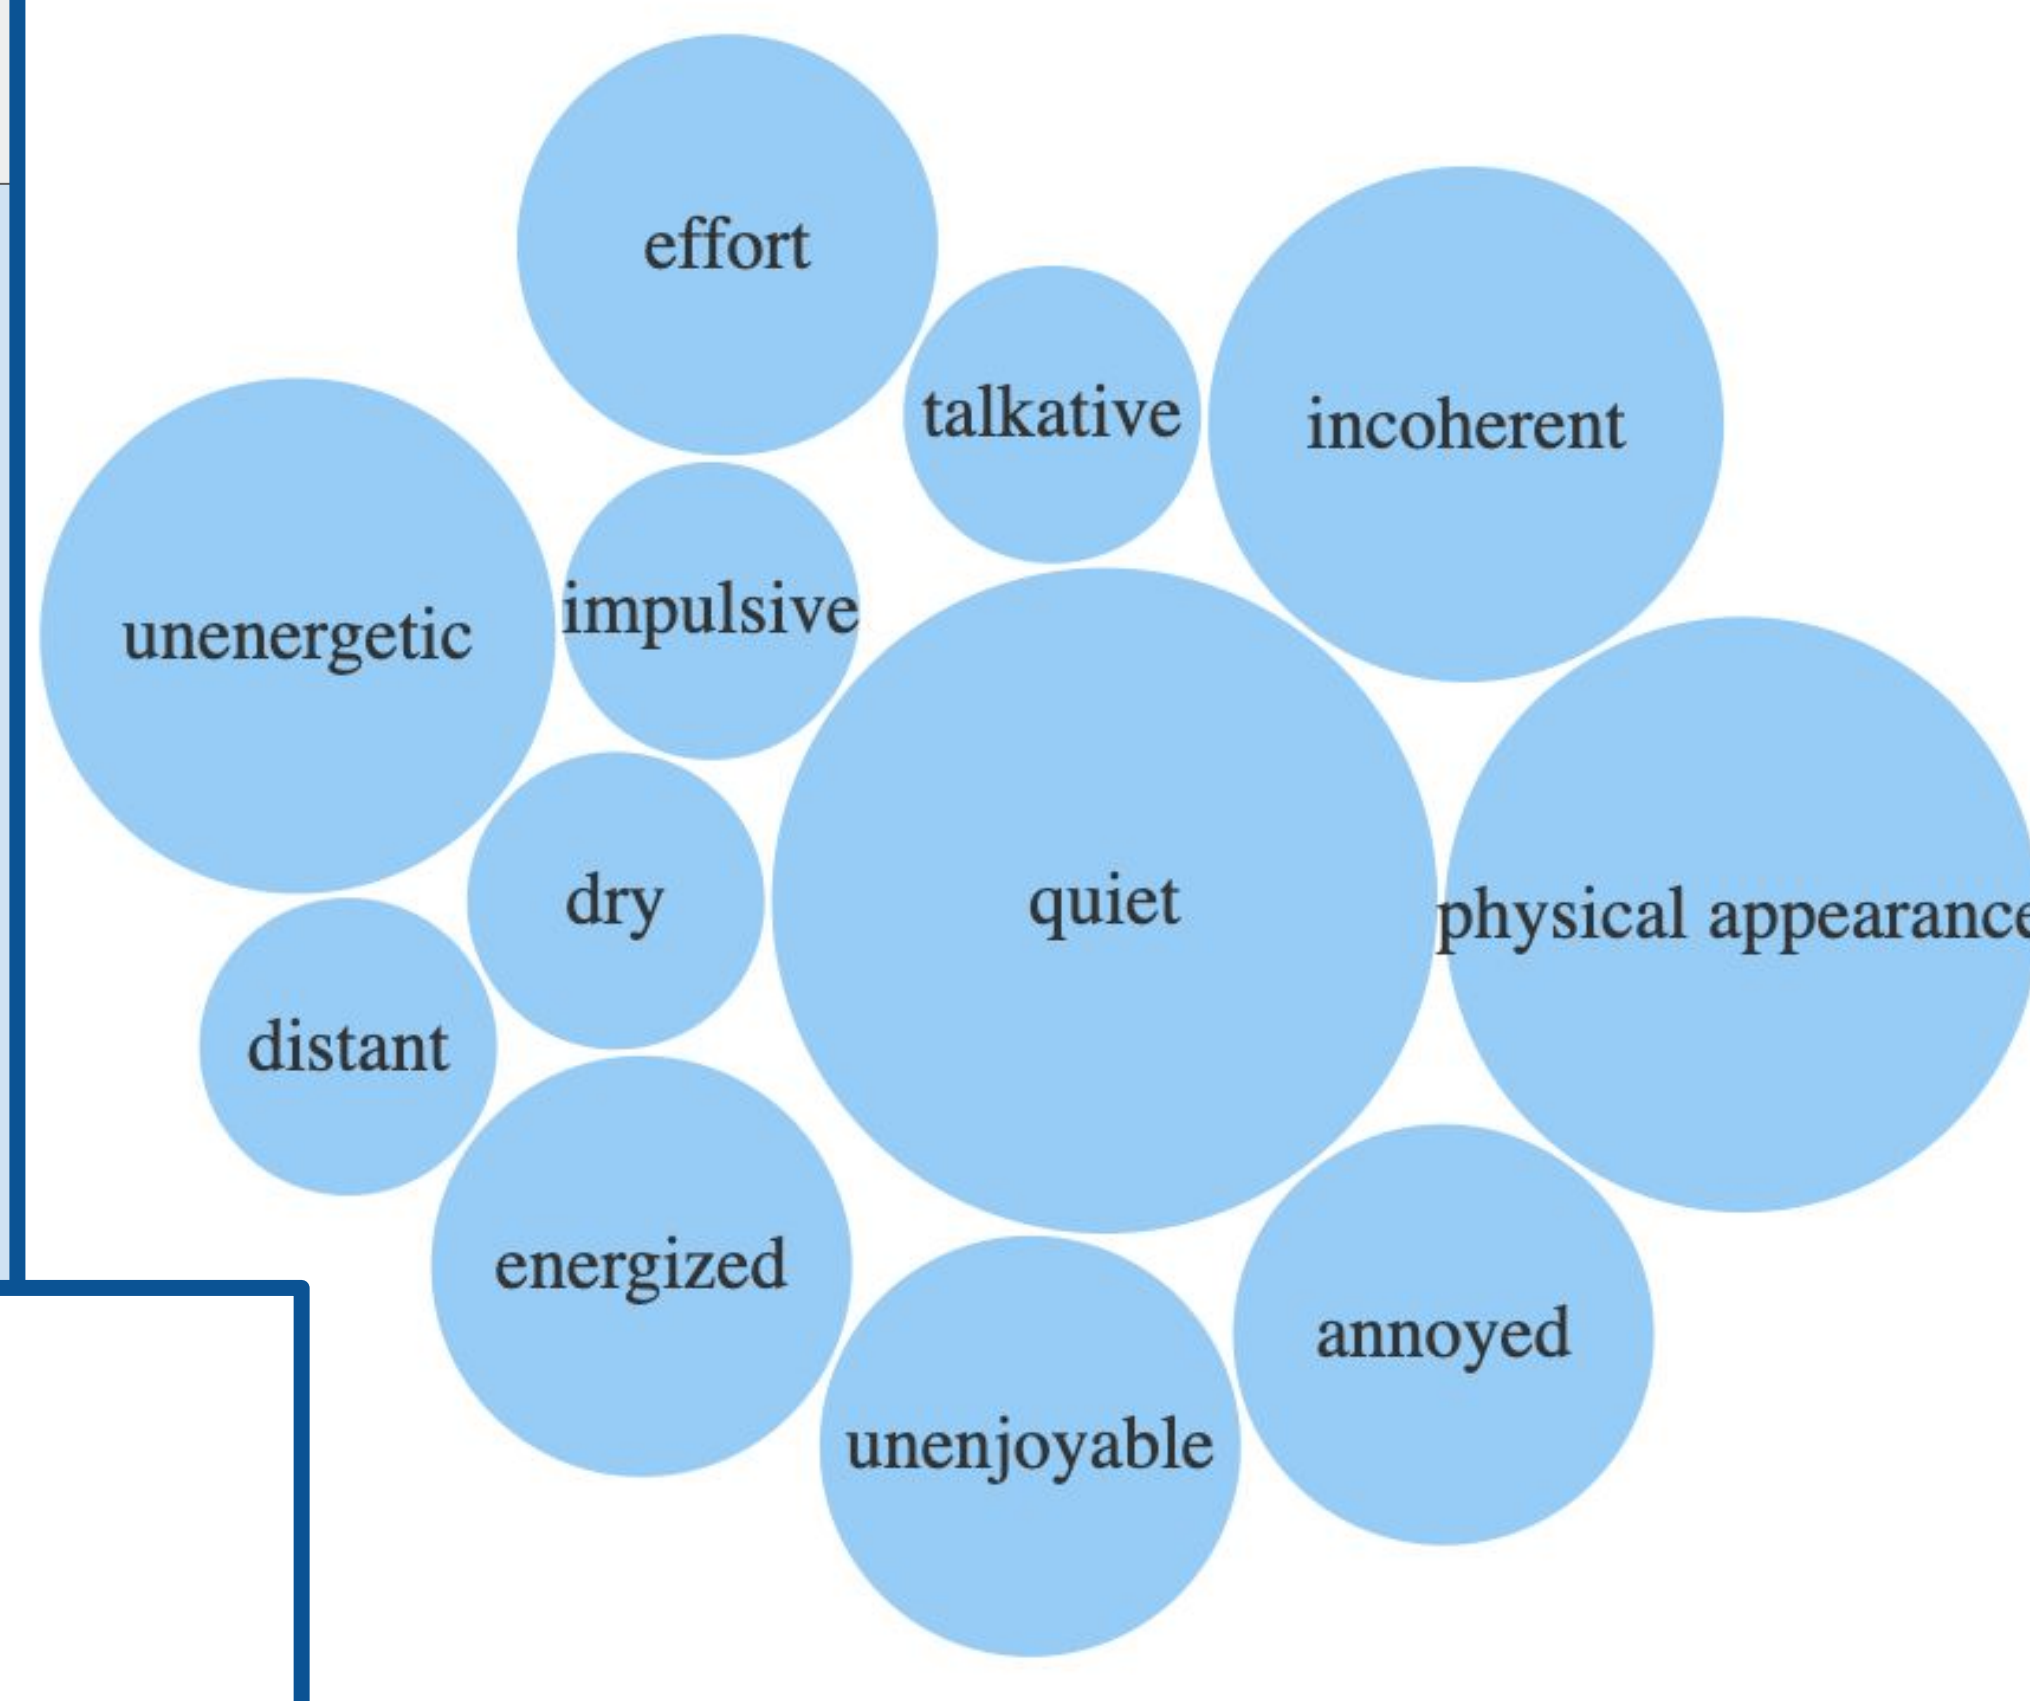 effort
talkative
incoherent
impulsive
unenergetic
dry
quiet
physical appearance
distant
energized
annoyed
unenjoyable